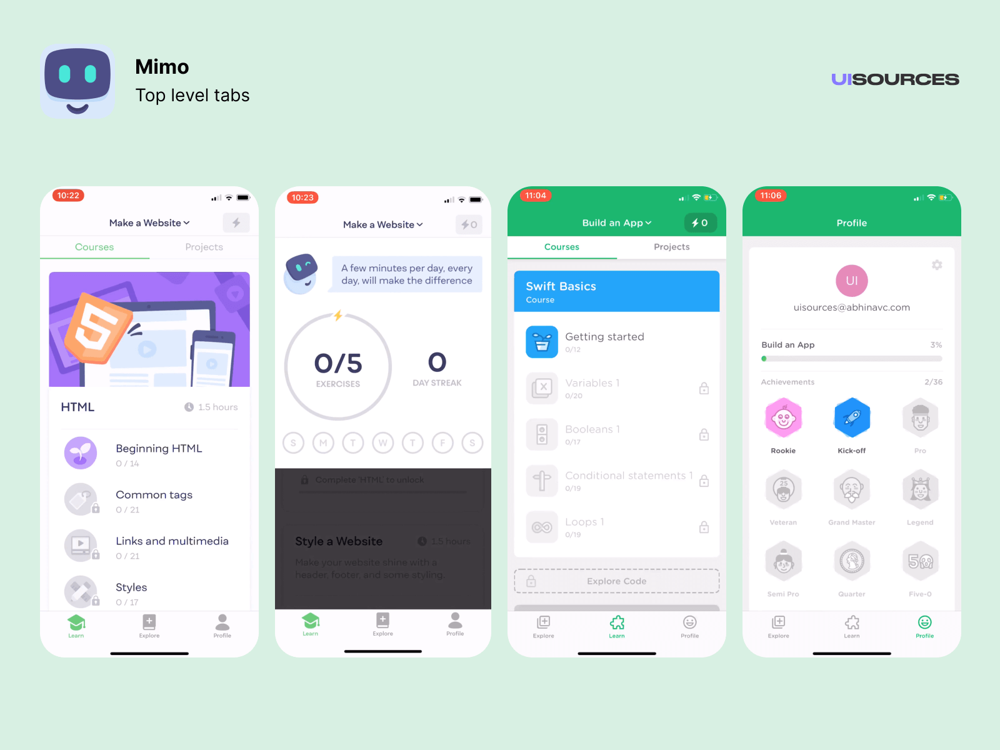 Mimo
Top level tabs
UISOURCES
10:22
Make a Website
Courses
Projects
5
HTML
1.5 hours
Beginning HTML
0 / 14
Common tags
0 / 21
Links and multimedia
0 / 21
Styles
0 / 17
Learn
Explore
Profile
10:23
Make a Website
0
A few minutes per day, every
day, will make the difference
0/5
EXERCISES
0
DAY STREAK
S M T W T F S
Complete 'HTML' to unlock
Style a Website
1.5 hours
Make your website shine with a
header, footer, and some styling.
Learn
Explore
Profile
11:04
Build an App
0
Courses
Projects
Swift Basics
Course
Getting started
0/12
X
Variables 1
0/20
Booleans 1
0/17
Conditional statements 1
0/19
Loops 1
0/19
Explore Code
Explore
Learn
Profile
11:06
Profile
UI
uisources@abhinavc.com
Build an App
3%
Achievements
2/36
Rookie
Kick-off
Pro
25
Veteran
Grand Master
Legend
5
Semi Pro
Quarter
Five-0
Explore
Learn
Profile